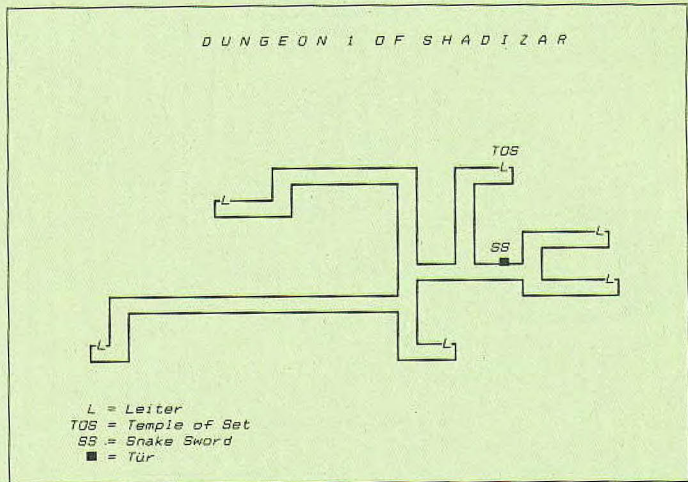 DUNGEON 1 OF SHADIZAR
TOS
L
L
SS
L
L
L
L
L = Leiter
TOS = Temple of Set
SS = Snake Sword
■ = Tür